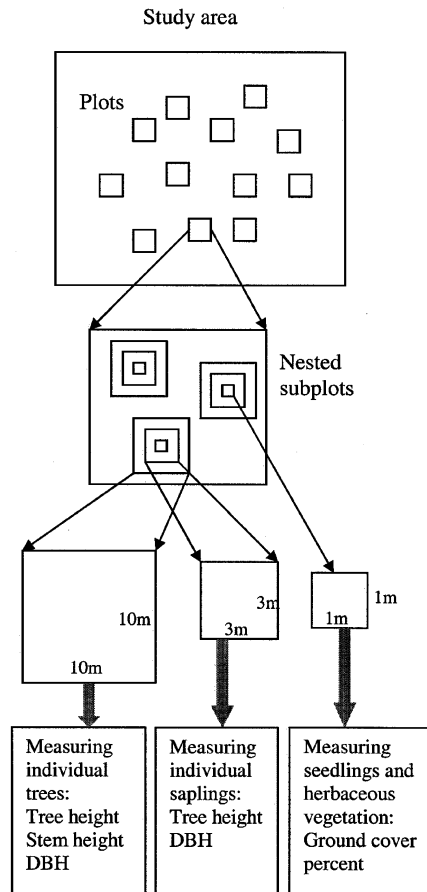 Study area
Plots
Nested
subplots
10m
10m
3m
3m
1m
1m
Measuring
individual
trees:
Tree height
Stem height
DBH
Measuring
individual
saplings:
Tree height
DBH
Measuring
seedlings and
herbaceous
vegetation:
Ground cover
percent